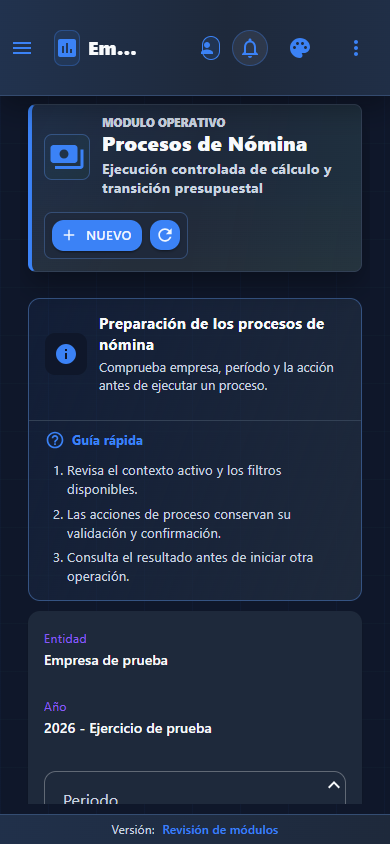 Em...
MODULO OPERATIVO
Procesos de Nómina
Ejecución controlada de cálculo y
transición presupuestal
NUEVO
Preparación de los procesos de
nómina
Comprueba empresa, período y la acción
antes de ejecutar un proceso.
Guía rápida
1. Revisa el contexto activo y los filtros
disponibles.
2. Las acciones de proceso conservan su
validación y confirmación.
3. Consulta el resultado antes de iniciar otra
operación.
Entidad
Empresa de prueba
Año
2026 - Ejercicio de prueba
Periodo
Versión: Revisión de módulos